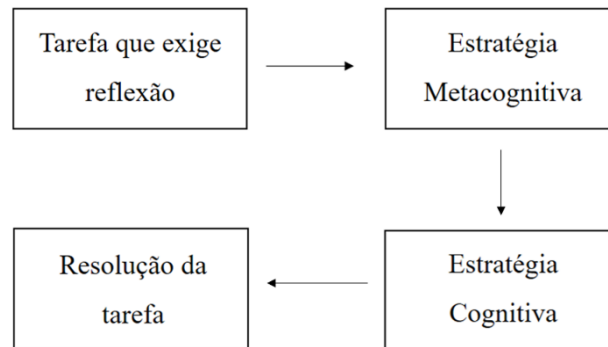 Tarefa que exige
reflexão
Estratégia
Metacognitiva
Estratégia
Cognitiva
Resolução da
tarefa